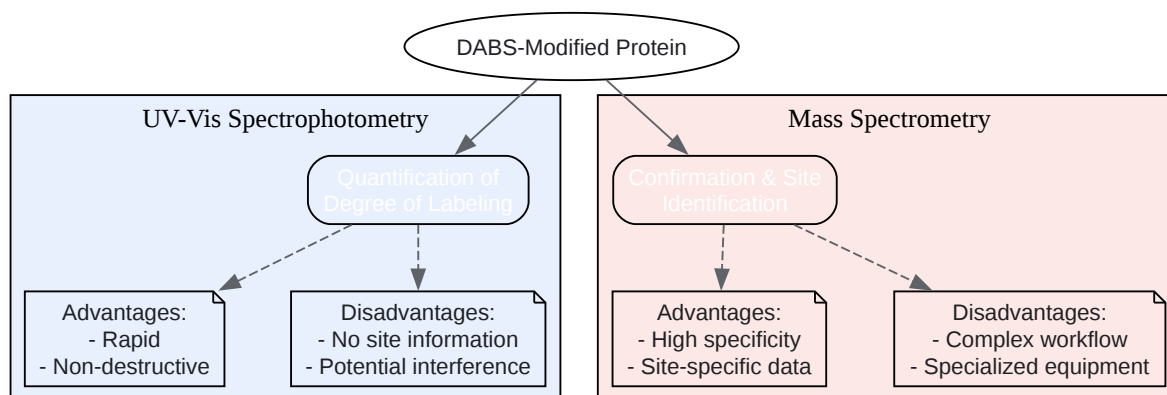 DABS-Modified Protein
UV-Vis Spectrophotometry
Quantification of
Degree of Labeling
Advantages:
- Rapid
- Non-destructive
Disadvantages:
- No site information
- Potential interference
Mass Spectrometry
Confirmation & Site
Identification
Advantages:
- High specificity
- Site-specific data
Disadvantages:
- Complex workflow
- Specialized equipment